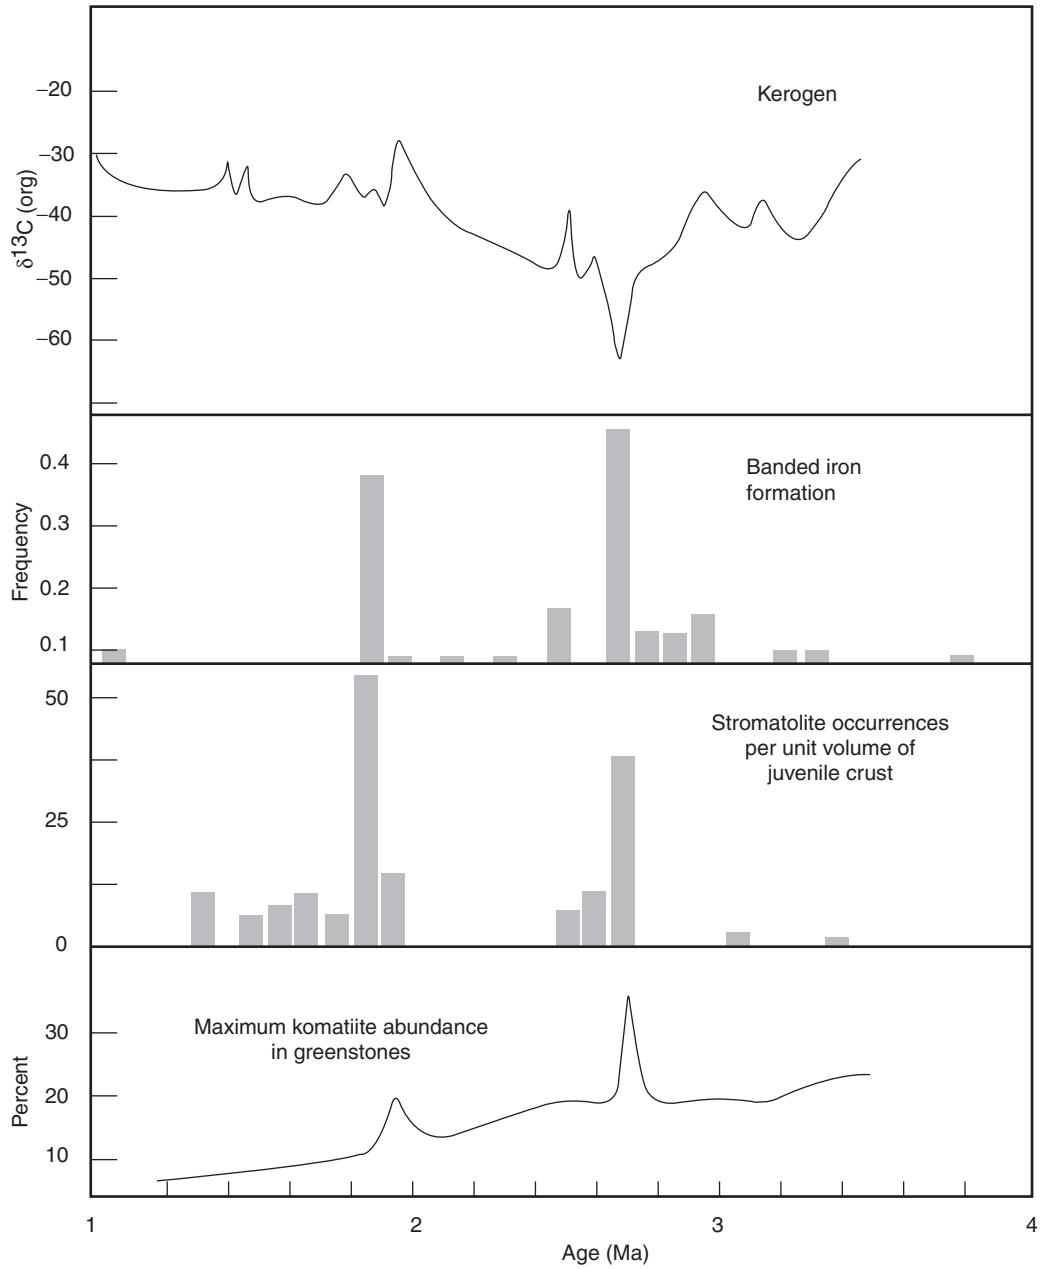 Kerogen
−20
−30
−40
−50
−60
δ13C (org)
Banded iron
formation
0.4
0.3
0.2
0.1
Frequency
Stromatolite occurrences
per unit volume of
juvenile crust
50
25
0
Maximum komatiite abundance
in greenstones
30
20
10
Percent
1
2
3
4
Age (Ma)